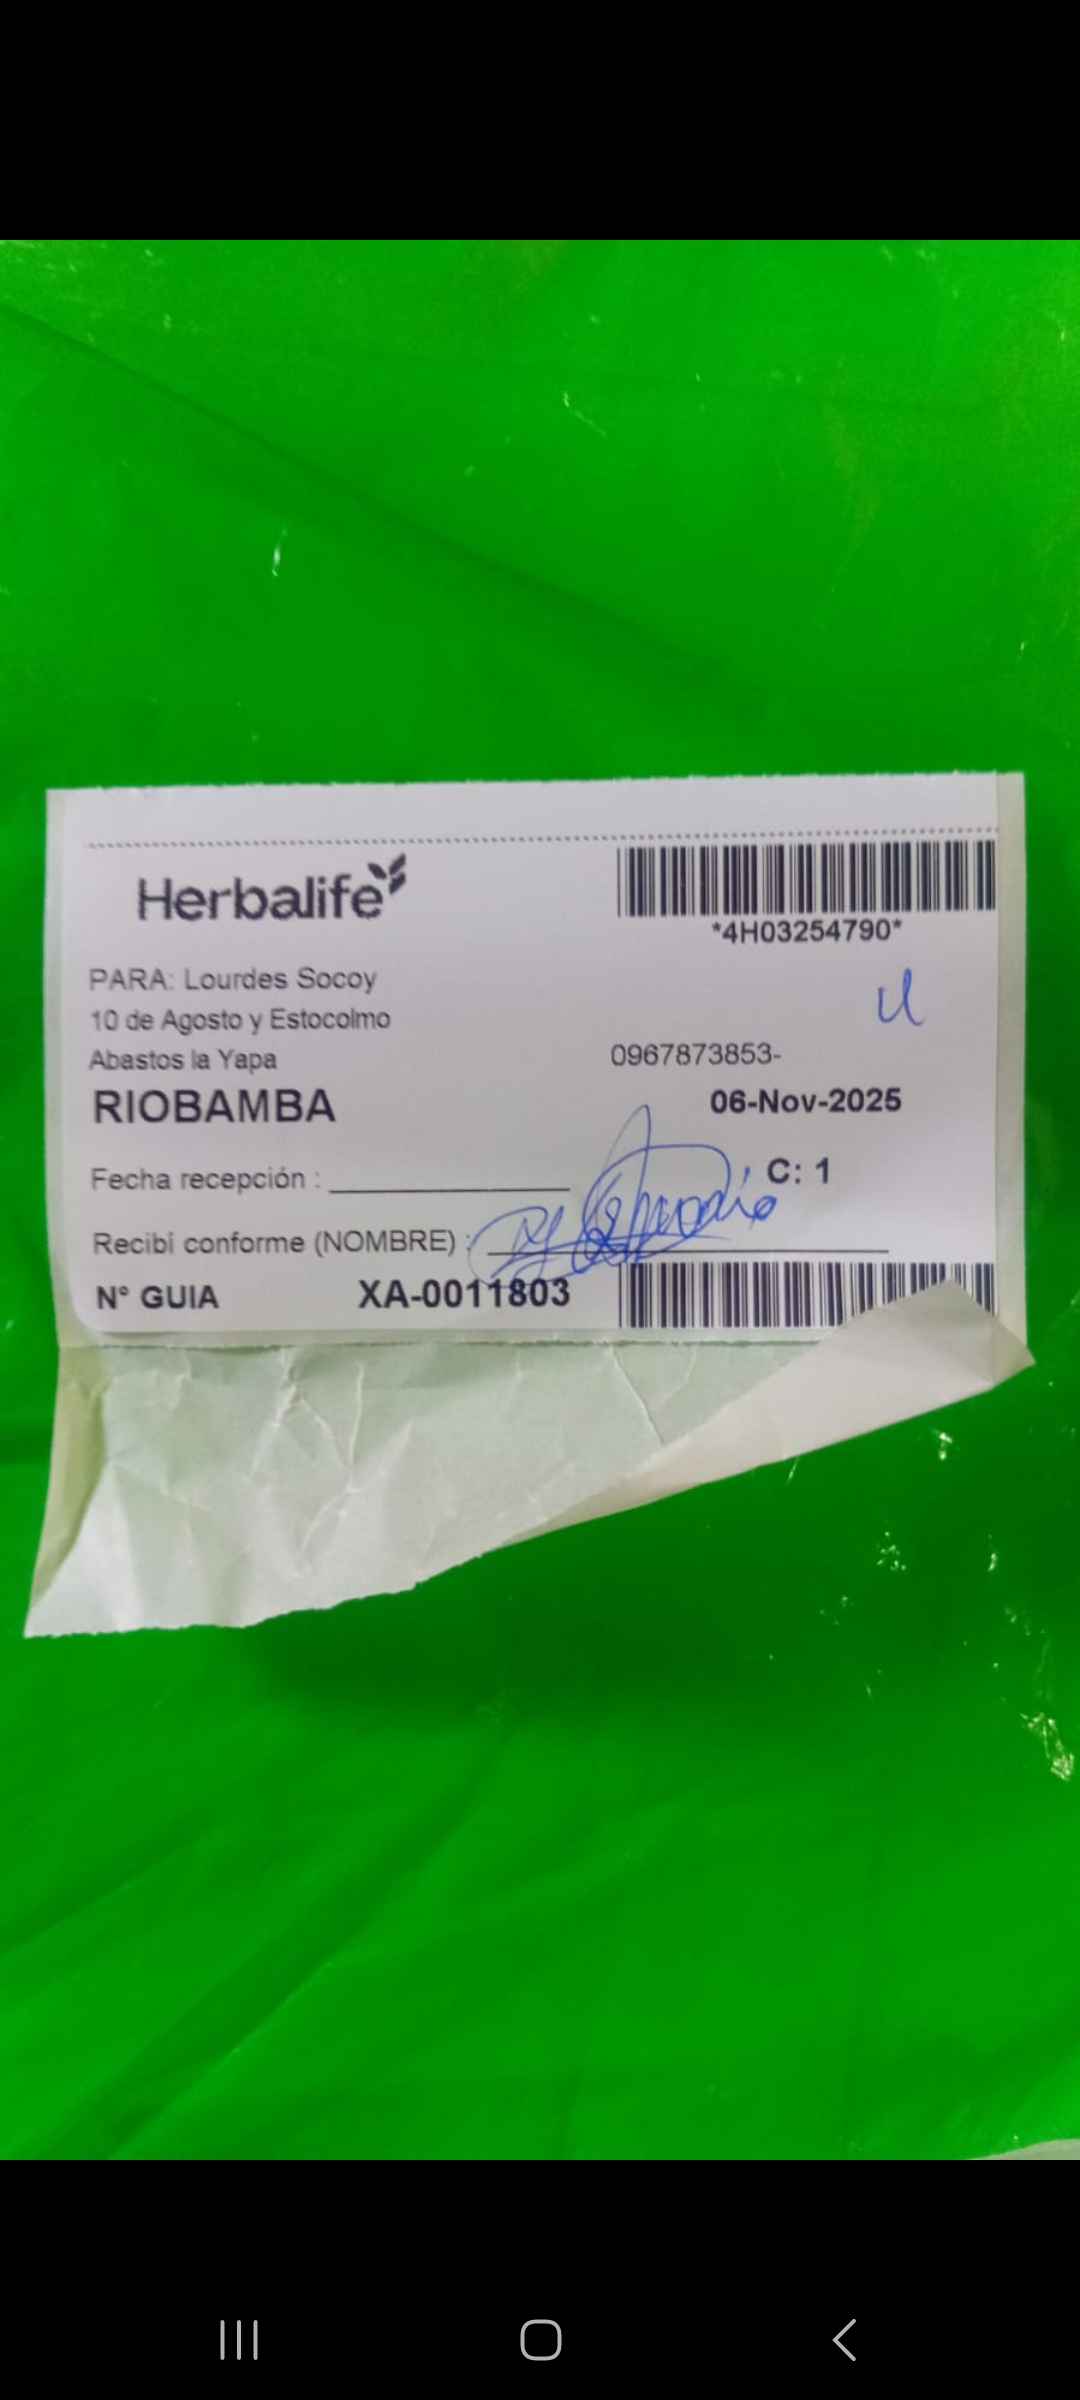 Herbalife
*4H03254790*
PARA: Lourdes Socoy
10 de Agosto y Estocolmo
Abastos la Yapa 0967873853-
RIOBAMBA 06-Nov-2025
Fecha recepción : C: 1
Recibí conforme (NOMBRE) :
N° GUIA XA-0011803